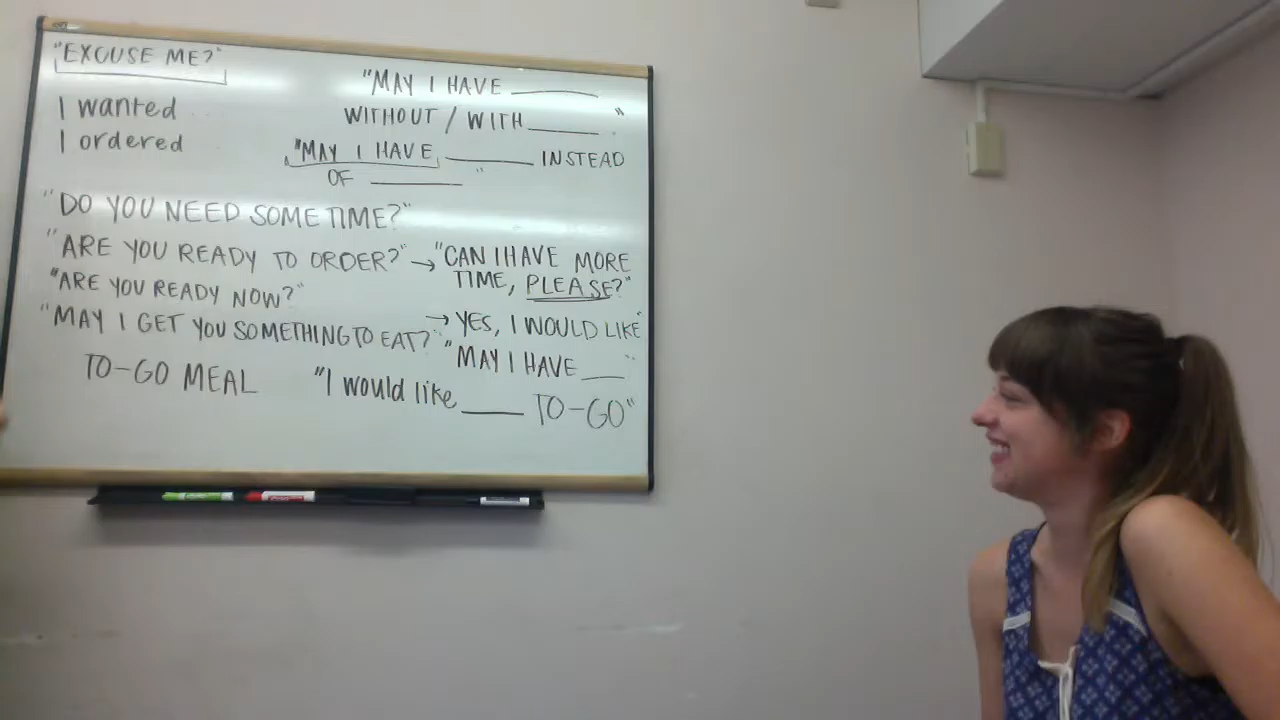 "EXCUSE ME?"
I wanted
I ordered
"MAY I HAVE ______
WITHOUT / WITH ______"
"MAY I HAVE ______ INSTEAD
OF ______"
"DO YOU NEED SOME TIME?"
"ARE YOU READY TO ORDER?" → "CAN I HAVE MORE
TIME, PLEASE?"
"ARE YOU READY NOW?"
"MAY I GET YOU SOMETHING TO EAT?"
→ YES, I WOULD LIKE"
"MAY I HAVE ___"
TO-GO MEAL
"I would like ____ TO-GO"